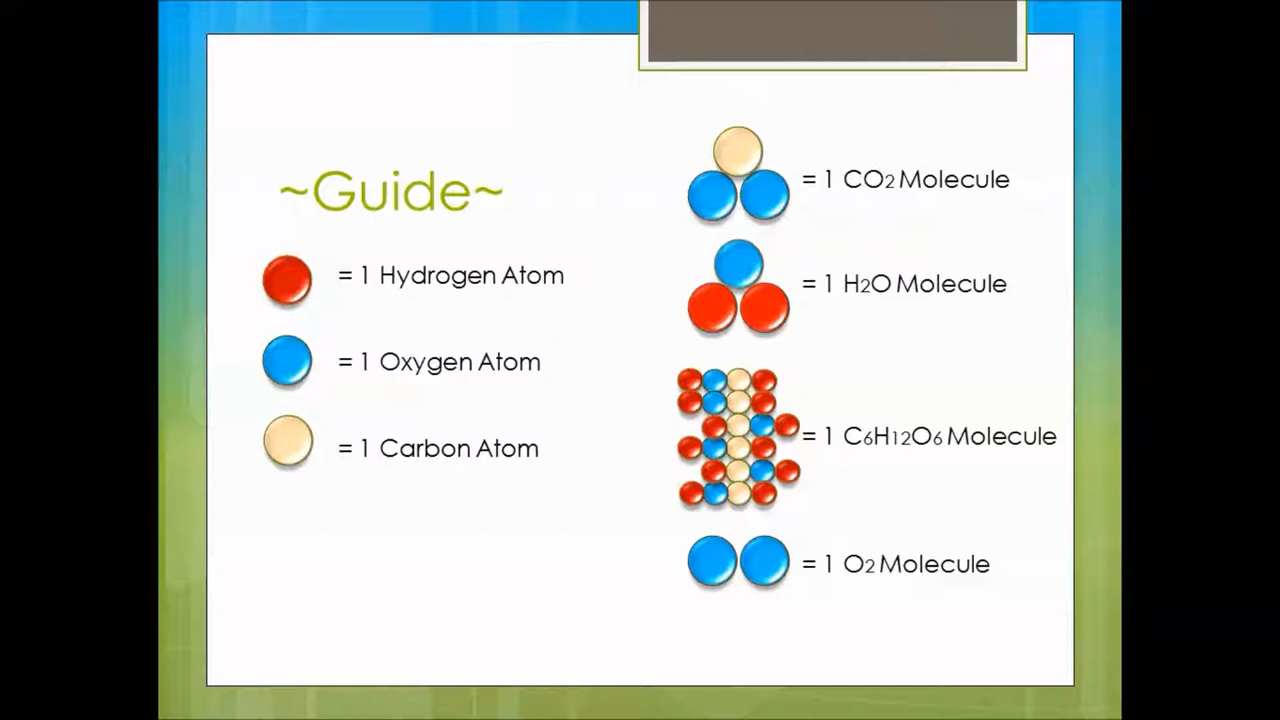 ~Guide~
= 1 Hydrogen Atom
= 1 Oxygen Atom
= 1 Carbon Atom
= 1 CO2 Molecule
= 1 H2O Molecule
= 1 C6H12O6 Molecule
= 1 O2 Molecule